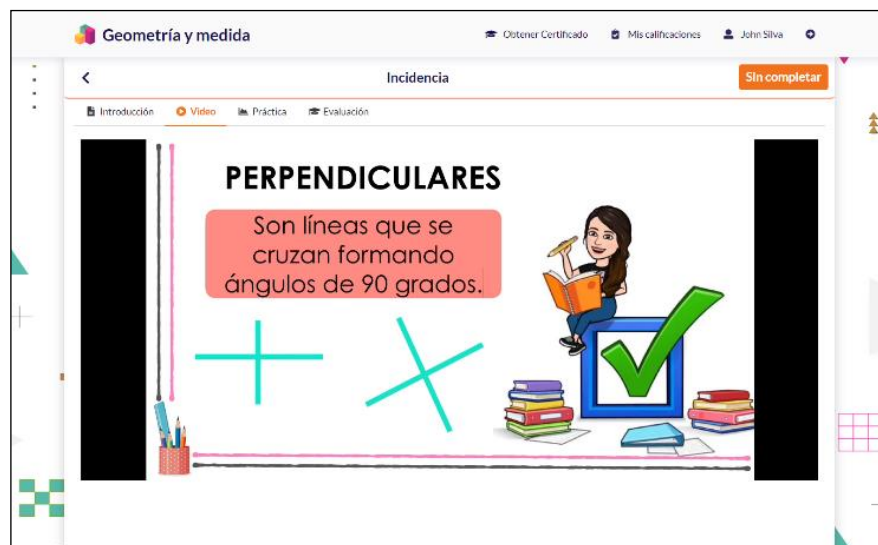 Geometría y medida
Obtener Certificado
Mis calificaciones
John Silva
Incidencia
Sin completar
Introducción
Video
Práctica
Evaluación
PERPENDICULARES
Son líneas que se
cruzan formando
ángulos de 90 grados.